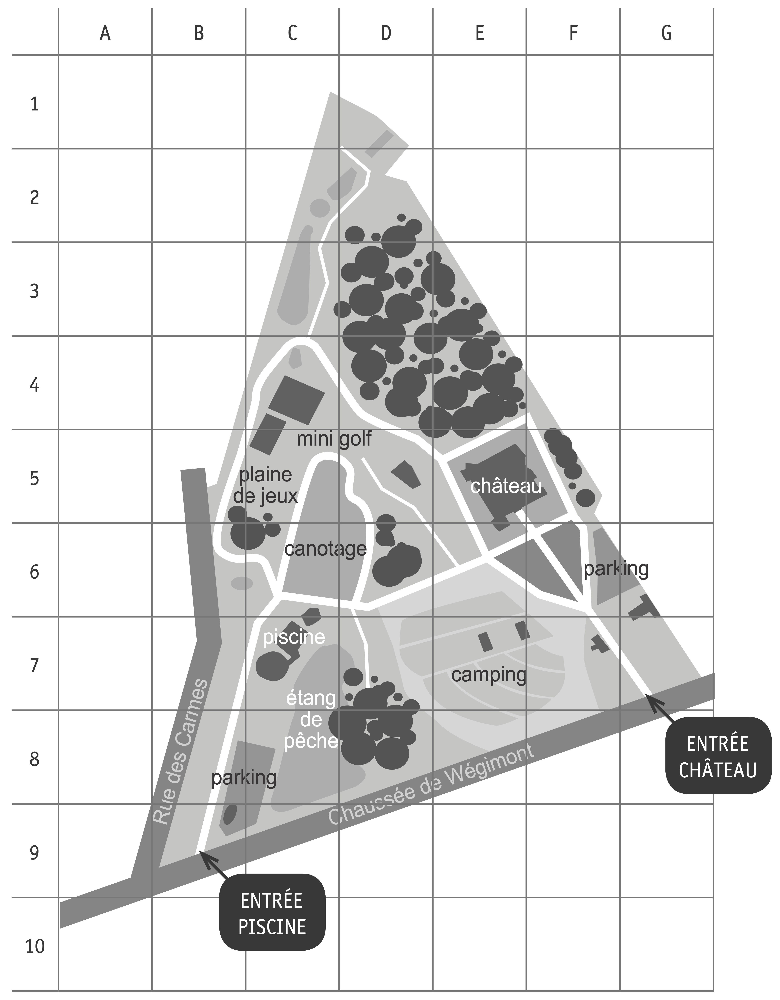 A B C D E F G
1
2
3
4
5
6
7
8
9
10
mini golf
plaine
de jeux
château
canotage
parking
piscine
camping
étang
de
pêche
parking
Rue des Carmes
Chaussée de Wégimont
ENTRÉE
CHÂTEAU
ENTRÉE
PISCINE